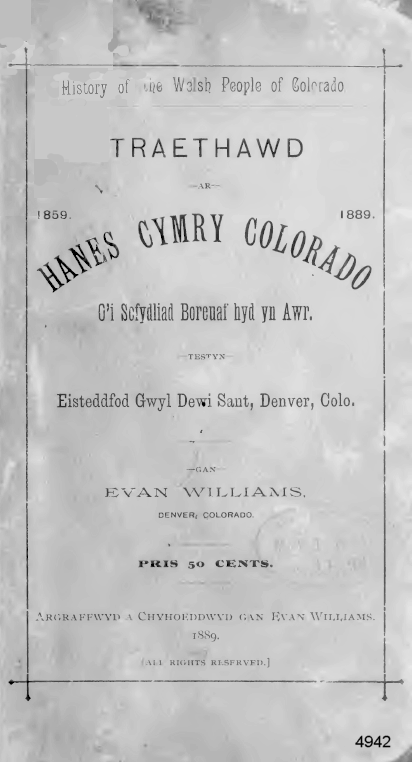 History of the Welsh People of Colorado
TRAETHAWD
—AR—
1859. 1889.
HANES CYMRY COLORADO
O'i Sefydliad Boreuaf hyd yn Awr.
—TESTYN—
Eisteddfod Gwyl Dewi Sant, Denver, Colo.
—GAN—
EVAN WILLIAMS,
DENVER, COLORADO.
PRIS 50 CENTS.
ARGRAFFWYD A CHYHOEDDWYD GAN EVAN WILLIAMS.
1889.
[ALL RIGHTS RESERVED.]
4942